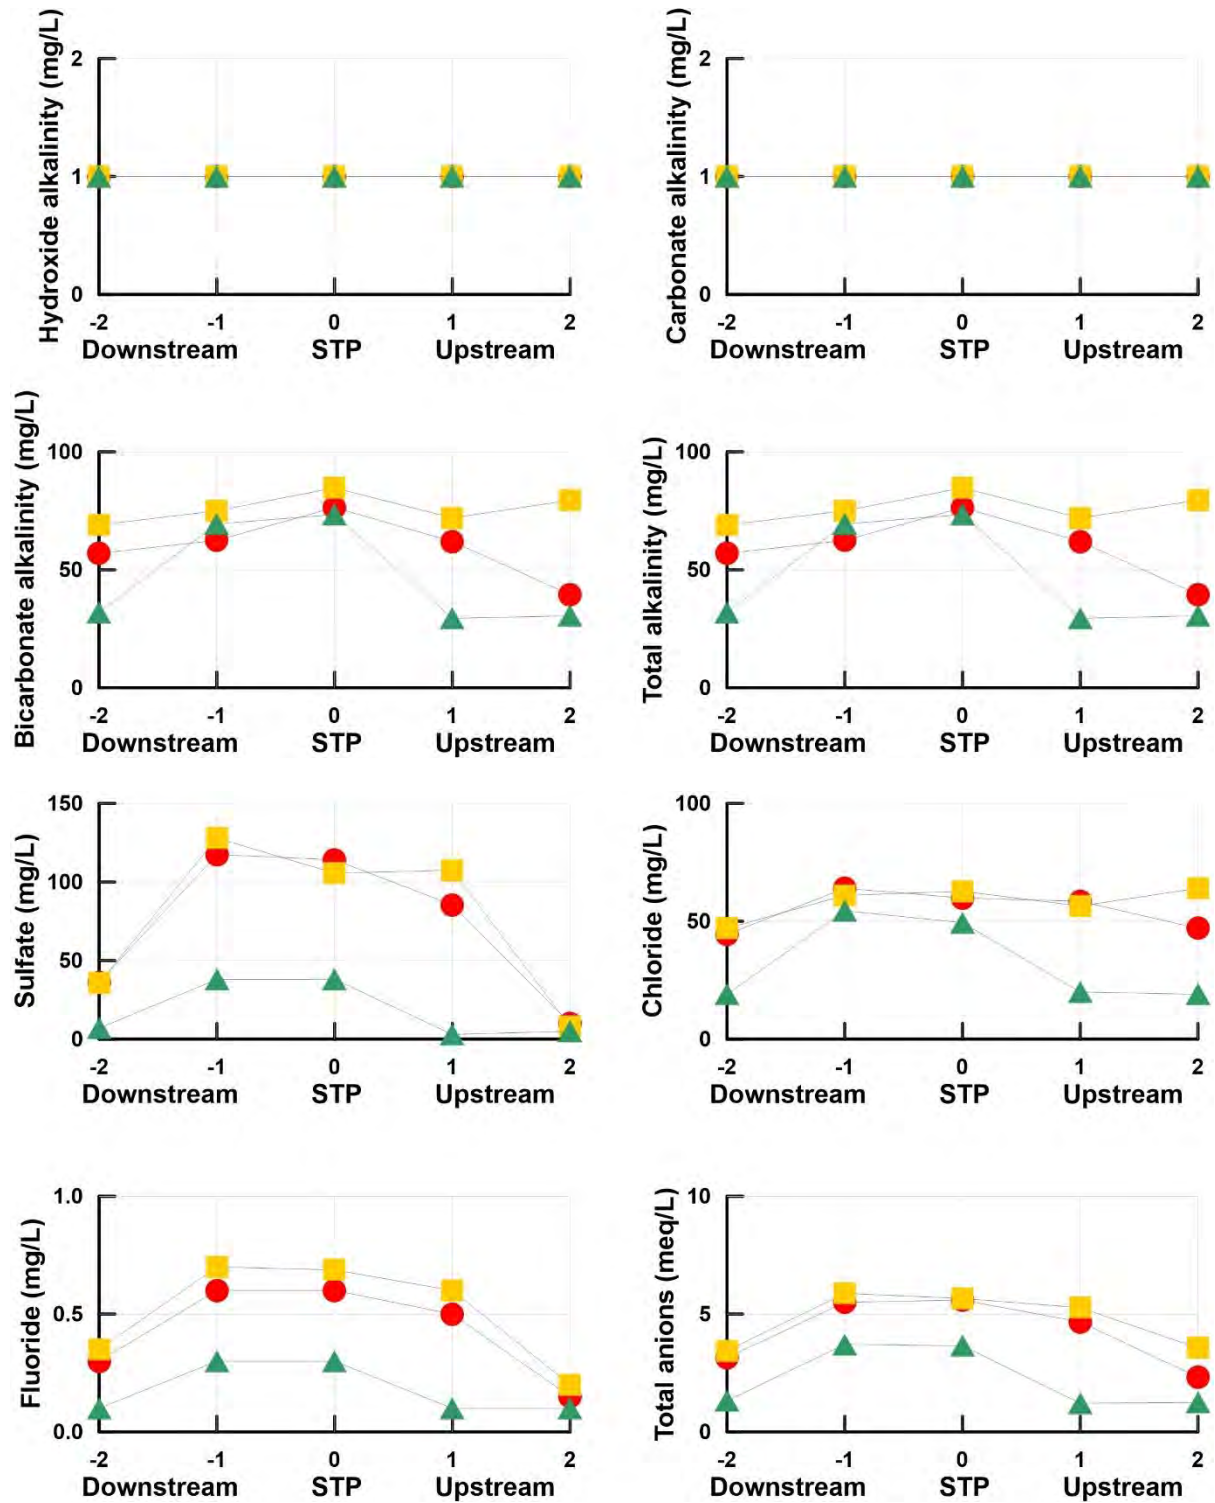 Hydroxide alkalinity (mg/L)
2
1
0
-2 -1 0 1 2
Downstream STP Upstream
Carbonate alkalinity (mg/L)
2
1
0
-2 -1 0 1 2
Downstream STP Upstream
Bicarbonate alkalinity (mg/L)
100
50
0
-2 -1 0 1 2
Downstream STP Upstream
Total alkalinity (mg/L)
100
50
0
-2 -1 0 1 2
Downstream STP Upstream
Sulfate (mg/L)
150
100
50
0
-2 -1 0 1 2
Downstream STP Upstream
Chloride (mg/L)
100
50
0
-2 -1 0 1 2
Downstream STP Upstream
Fluoride (mg/L)
1.0
0.5
0.0
-2 -1 0 1 2
Downstream STP Upstream
Total anions (meq/L)
10
5
0
-2 -1 0 1 2
Downstream STP Upstream